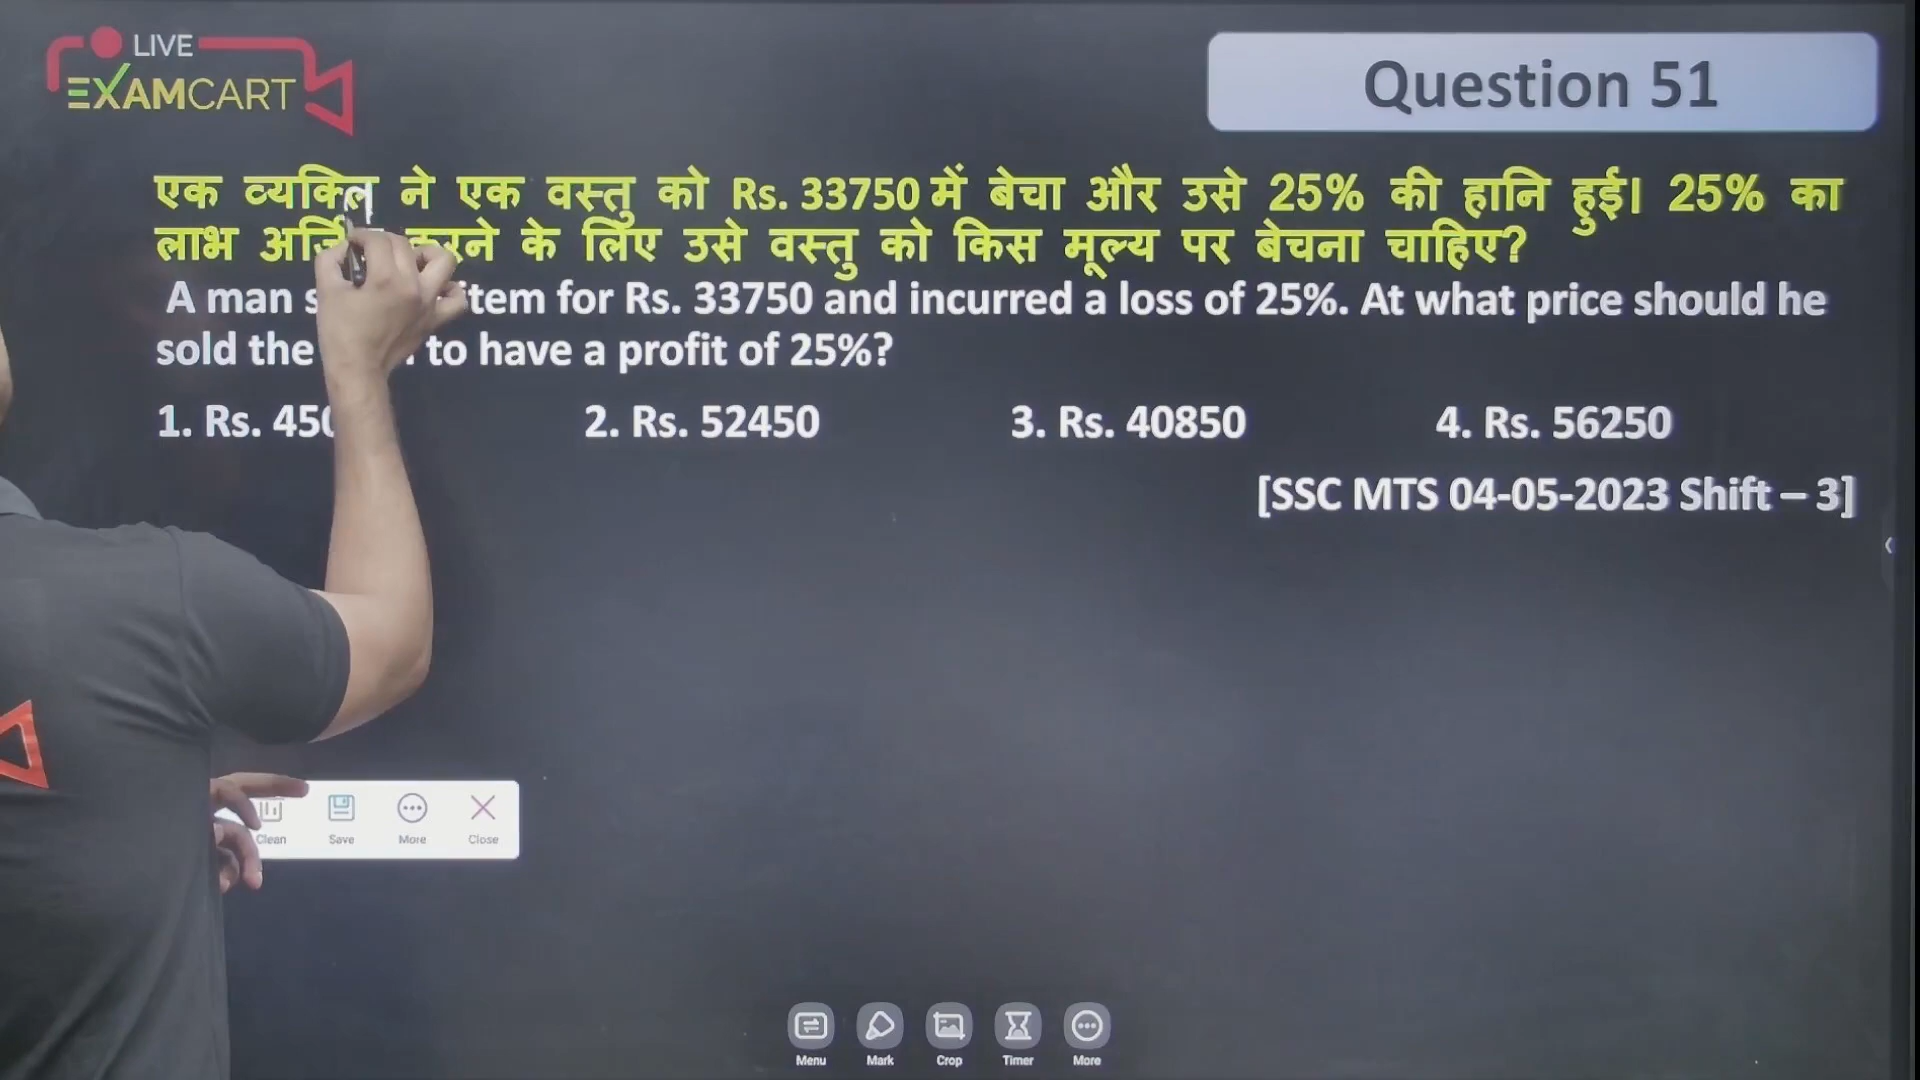 LIVE
EXAMCART
Question 51
एक व्यक्ति ने एक वस्तु को Rs. 33750 में बेचा और उसे 25% की हानि हुई। 25% का
लाभ करने के लिए उसे वस्तु को किस मूल्य पर बेचना चाहिए?
A man item for Rs. 33750 and incurred a loss of 25%. At what price should he
sold the to have a profit of 25%?
1. Rs. 2. Rs. 52450 3. Rs. 40850 4. Rs. 56250
[SSC MTS 04-05-2023 Shift – 3]
Clean Save More Close
Menu Mark Crop Timer More